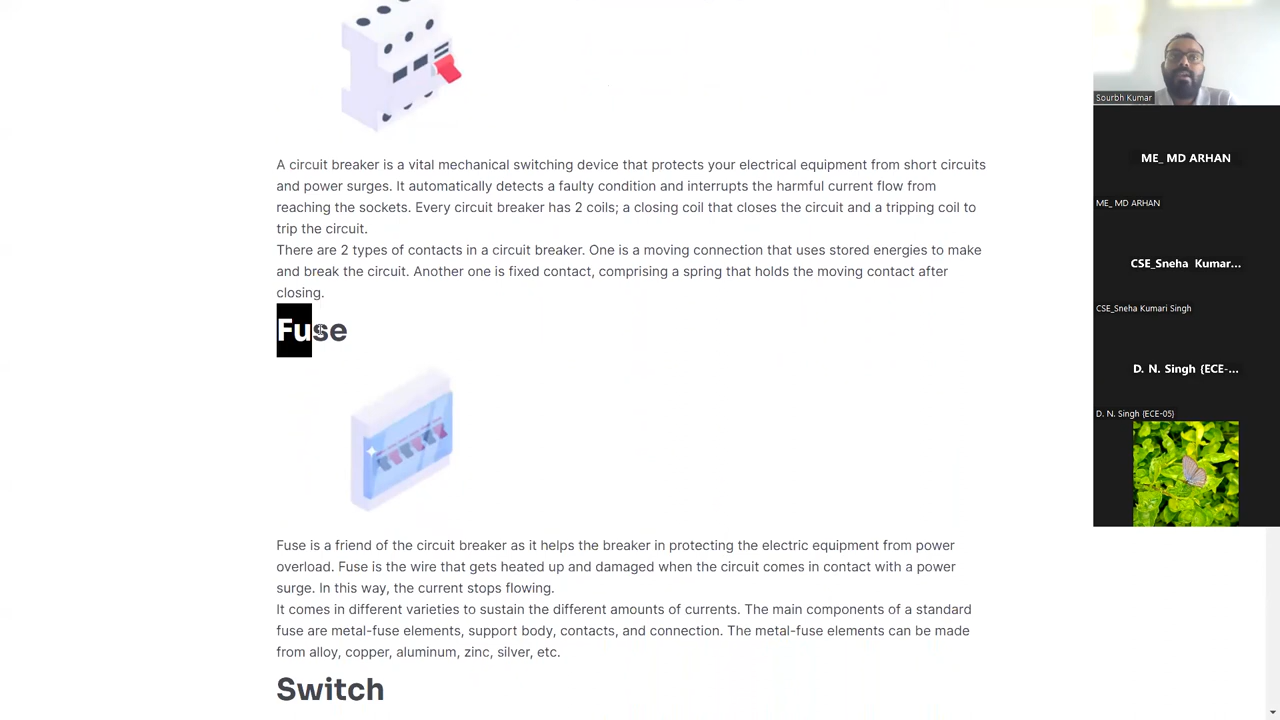 Sourbh Kumar
ME_ MD ARHAN
ME_ MD ARHAN
CSE_Sneha Kumar...
CSE_Sneha Kumari Singh
D. N. Singh {ECE-...
D. N. Singh {ECE-05}
A circuit breaker is a vital mechanical switching device that protects your electrical equipment from short circuits
and power surges. It automatically detects a faulty condition and interrupts the harmful current flow from
reaching the sockets. Every circuit breaker has 2 coils; a closing coil that closes the circuit and a tripping coil to
trip the circuit.
There are 2 types of contacts in a circuit breaker. One is a moving connection that uses stored energies to make
and break the circuit. Another one is fixed contact, comprising a spring that holds the moving contact after
closing.
Fuse
Fuse is a friend of the circuit breaker as it helps the breaker in protecting the electric equipment from power
overload. Fuse is the wire that gets heated up and damaged when the circuit comes in contact with a power
surge. In this way, the current stops flowing.
It comes in different varieties to sustain the different amounts of currents. The main components of a standard
fuse are metal-fuse elements, support body, contacts, and connection. The metal-fuse elements can be made
from alloy, copper, aluminum, zinc, silver, etc.
Switch